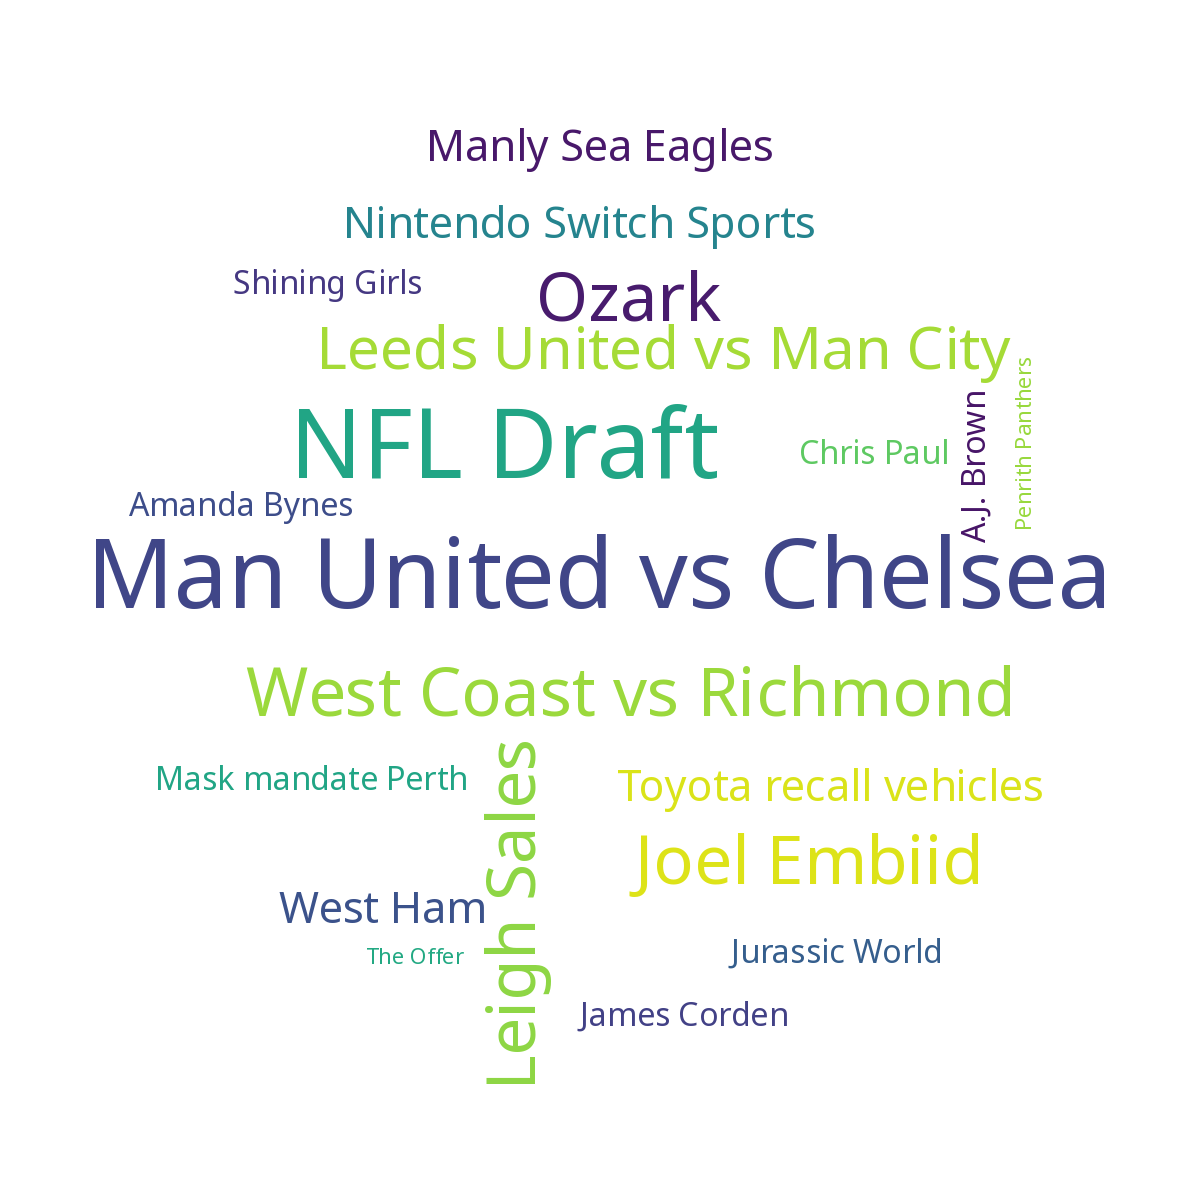 Manly Sea Eagles
Nintendo Switch Sports
Shining Girls
Ozark
Leeds United vs Man City
NFL Draft
Chris Paul
A.J. Brown
Penrith Panthers
Amanda Bynes
Man United vs Chelsea
West Coast vs Richmond
Mask mandate Perth
Leigh Sales
Toyota recall vehicles
Joel Embiid
West Ham
The Offer
Jurassic World
James Corden